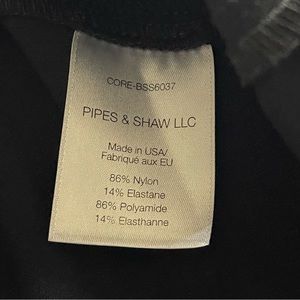 CORE-BSS6037
PIPES & SHAW LLC
Made in USA/
Fabriqué aux EU
86% Nylon
14% Elastane
86% Polyamide
14% Elasthanne